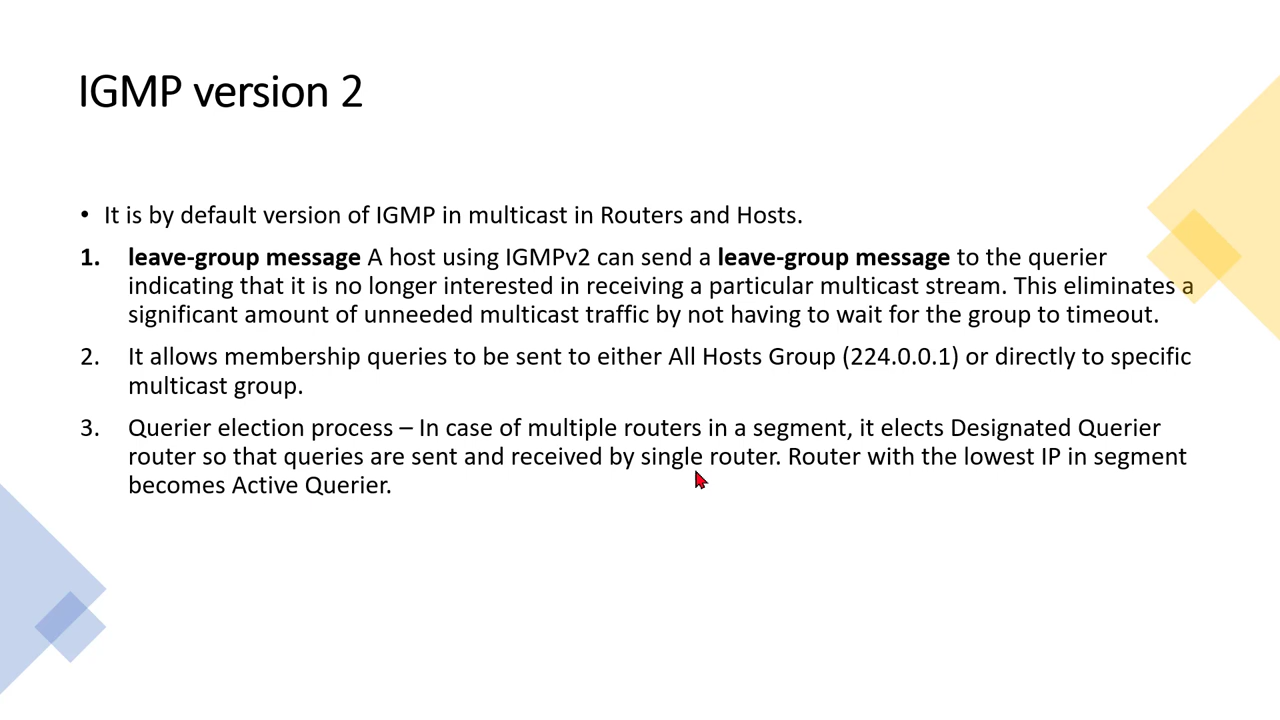 IGMP version 2
• It is by default version of IGMP in multicast in Routers and Hosts.
1. leave-group message A host using IGMPv2 can send a leave-group message to the querier
indicating that it is no longer interested in receiving a particular multicast stream. This eliminates a
significant amount of unneeded multicast traffic by not having to wait for the group to timeout.
2. It allows membership queries to be sent to either All Hosts Group (224.0.0.1) or directly to specific
multicast group.
3. Querier election process – In case of multiple routers in a segment, it elects Designated Querier
router so that queries are sent and received by single router. Router with the lowest IP in segment
becomes Active Querier.